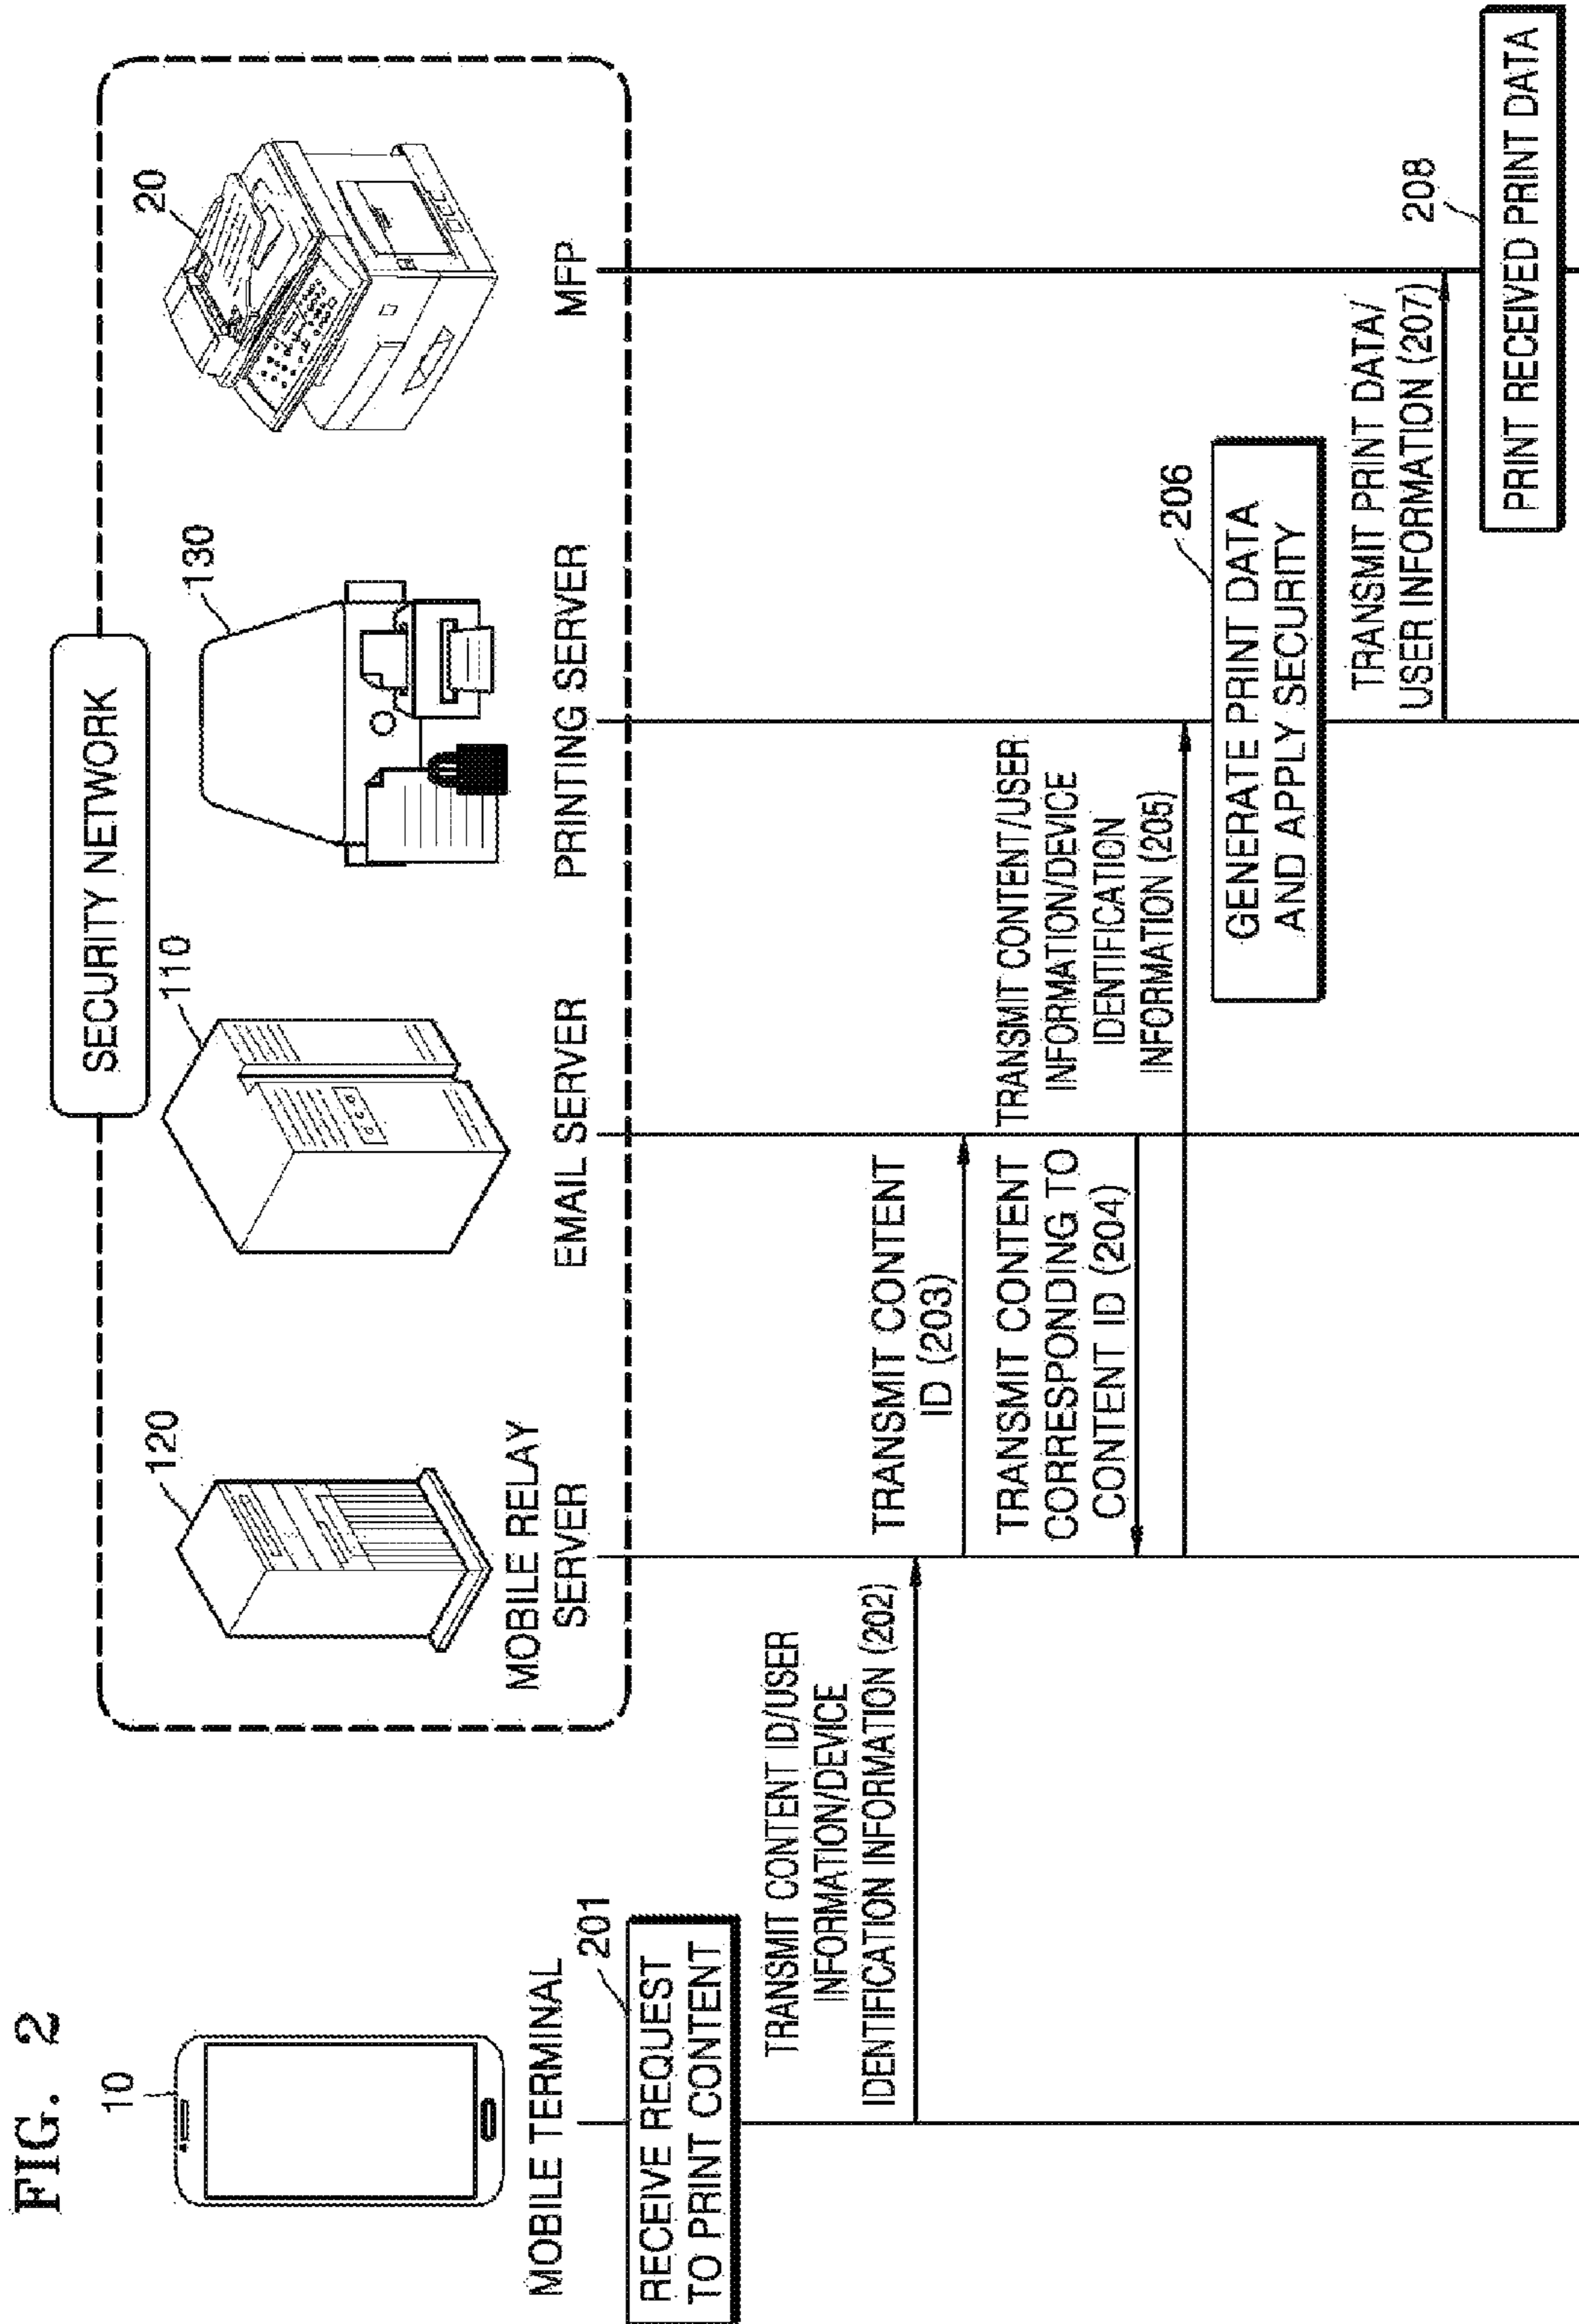 FIG. 2
SECURITY NETWORK
10
120
110
130
20
MOBILE TERMINAL
MOBILE RELAY
SERVER
EMAIL SERVER
PRINTING SERVER
MFP
201
RECEIVE REQUEST
TO PRINT CONTENT
TRANSMIT CONTENT ID/USER
INFORMATION/DEVICE
IDENTIFICATION INFORMATION (202)
TRANSMIT CONTENT
ID (203)
TRANSMIT CONTENT
CORRESPONDING TO
CONTENT ID (204)
TRANSMIT CONTENT/USER
INFORMATION/DEVICE
IDENTIFICATION
INFORMATION (205)
206
GENERATE PRINT DATA
AND APPLY SECURITY
TRANSMIT PRINT DATA/
USER INFORMATION (207)
208
PRINT RECEIVED PRINT DATA